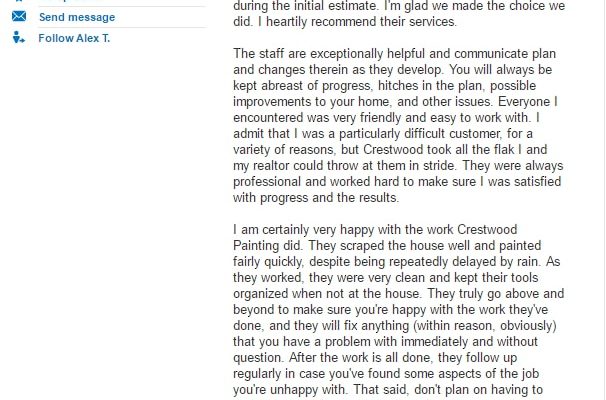 during the initial estimate. I'm glad we made the choice we
Send message
did. I heartily recommend their services.
Follow Alex T.
The staff are exceptionally helpful and communicate plan
and changes therein as they develop. You will always be
kept abreast of progress, hitches in the plan, possible
improvements to your home, and other issues. Everyone I
encountered was very friendly and easy to work with. I
admit that I was a particularly difficult customer, for a
variety of reasons, but Crestwood took all the flak I and
my realtor could throw at them in stride. They were always
professional and worked hard to make sure I was satisfied
with progress and the results.
I am certainly very happy with the work Crestwood
Painting did. They scraped the house well and painted
fairly quickly, despite being repeatedly delayed by rain. As
they worked, they were very clean and kept their tools
organized when not at the house. They truly go above and
beyond to make sure you're happy with the work they've
done, and they will fix anything (within reason, obviously)
that you have a problem with immediately and without
question. After the work is all done, they follow up
regularly in case you've found some aspects of the job
you're unhappy with. That said, don't plan on having to